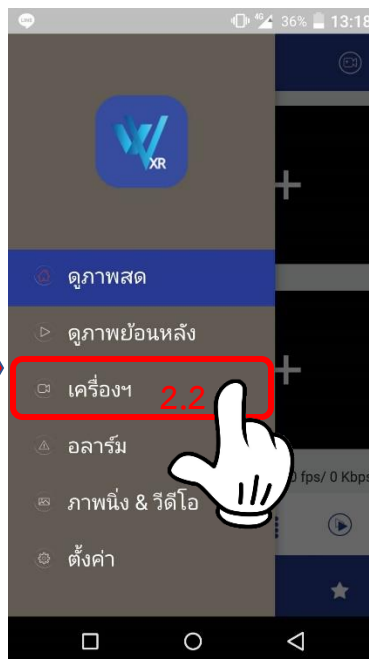 LINE 4G 36% 13:18
XR
ดูภาพสด
ดูภาพย้อนหลัง
เครื่องฯ 2.2
อลาร์ม
0 fps/ 0 Kbps
ภาพนิ่ง & วีดีโอ
ตั้งค่า